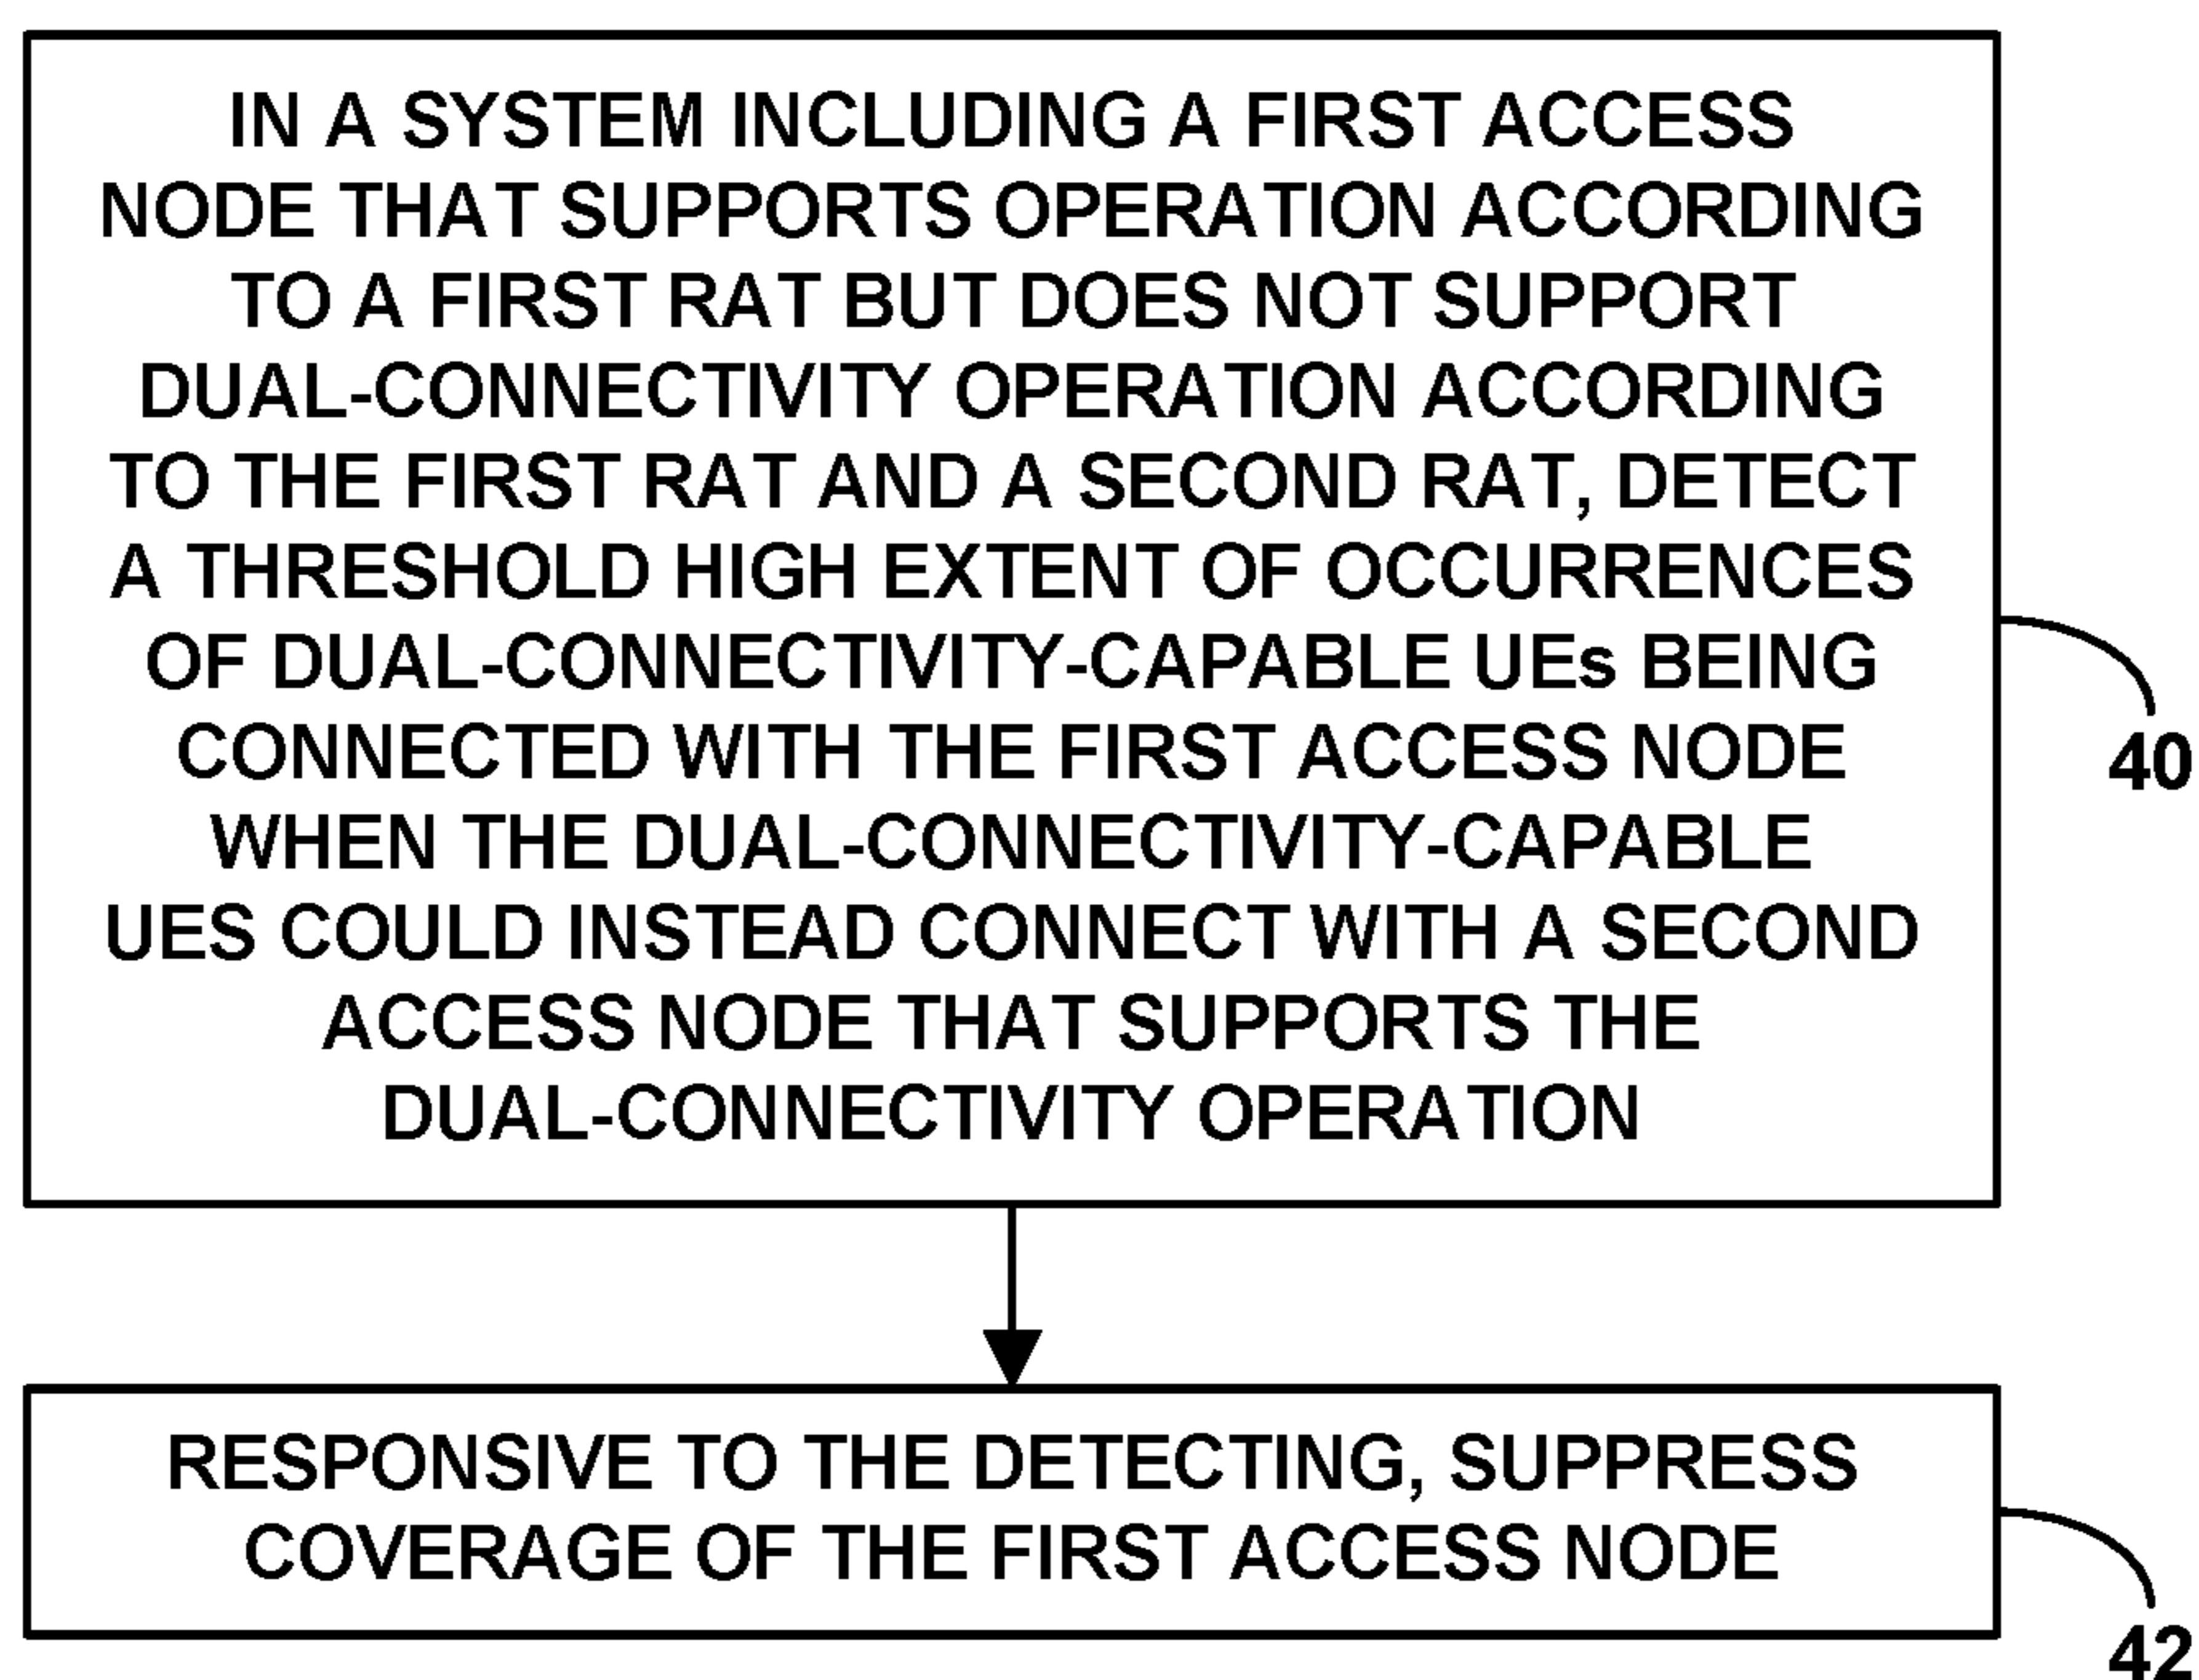 IN A SYSTEM INCLUDING A FIRST ACCESS
NODE THAT SUPPORTS OPERATION ACCORDING
TO A FIRST RAT BUT DOES NOT SUPPORT
DUAL-CONNECTIVITY OPERATION ACCORDING
TO THE FIRST RAT AND A SECOND RAT, DETECT
A THRESHOLD HIGH EXTENT OF OCCURRENCES
OF DUAL-CONNECTIVITY-CAPABLE UEs BEING
CONNECTED WITH THE FIRST ACCESS NODE
WHEN THE DUAL-CONNECTIVITY-CAPABLE
UES COULD INSTEAD CONNECT WITH A SECOND
ACCESS NODE THAT SUPPORTS THE
DUAL-CONNECTIVITY OPERATION
40
RESPONSIVE TO THE DETECTING, SUPPRESS
COVERAGE OF THE FIRST ACCESS NODE
42